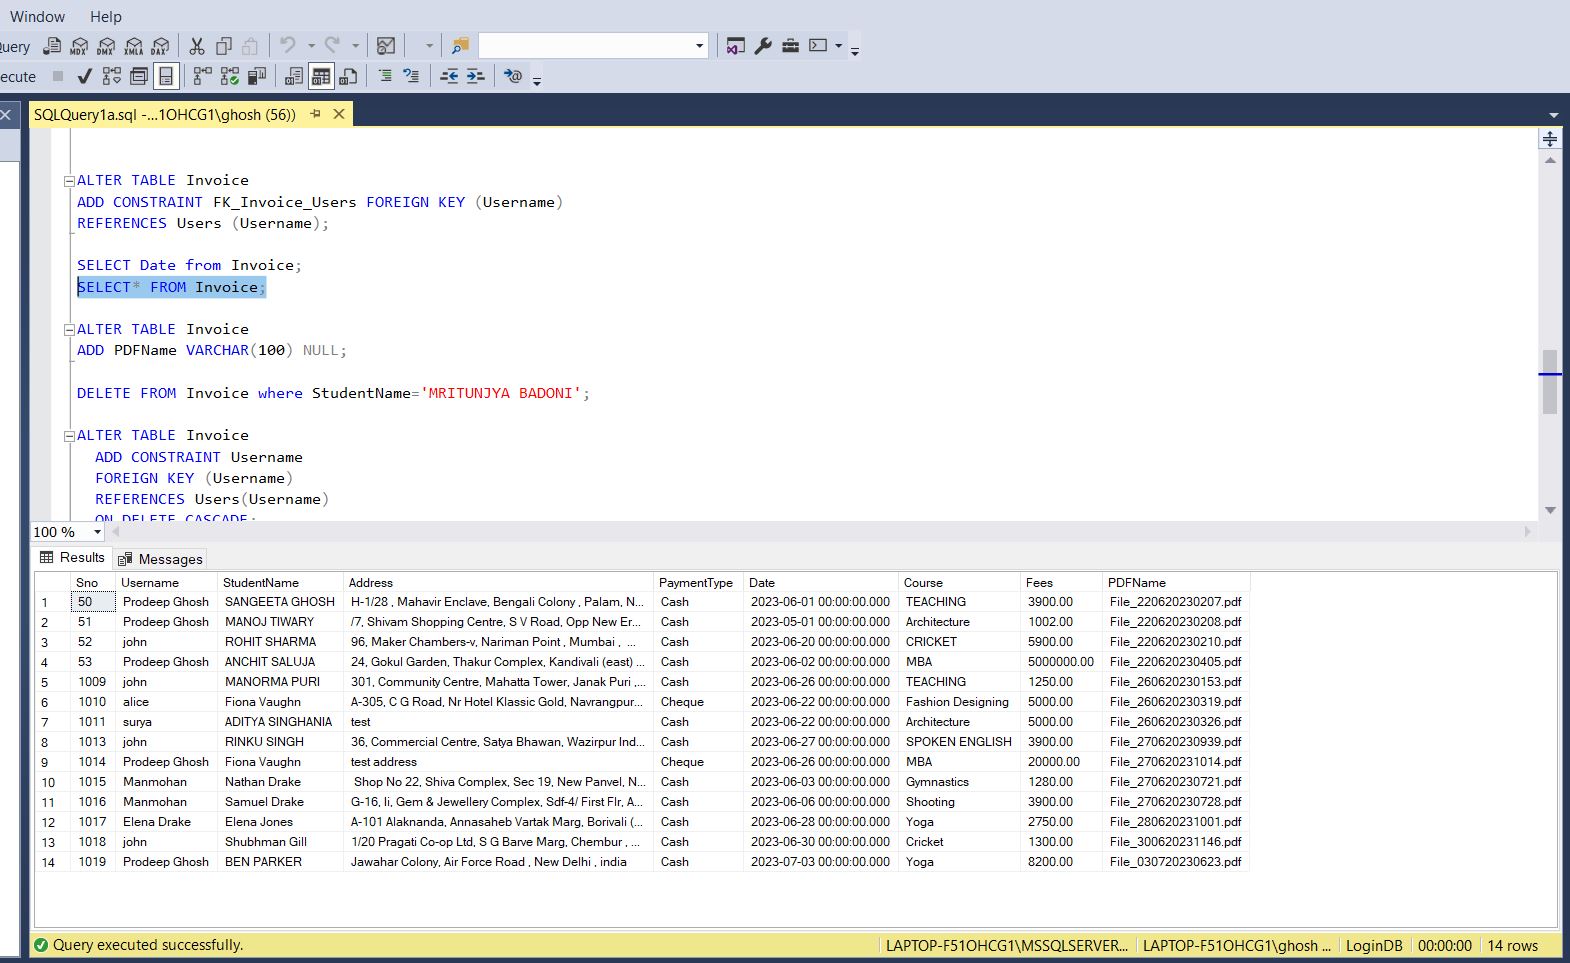 Window Help
Query MDX DMX XMLA DAX
ecute
SQLQuery1a.sql -...1OHCG1\ghosh (56))
ALTER TABLE Invoice
ADD CONSTRAINT FK_Invoice_Users FOREIGN KEY (Username)
REFERENCES Users (Username);
SELECT Date from Invoice;
SELECT* FROM Invoice;
ALTER TABLE Invoice
ADD PDFName VARCHAR(100) NULL;
DELETE FROM Invoice where StudentName='MRITUNJYA BADONI';
ALTER TABLE Invoice
ADD CONSTRAINT Username
FOREIGN KEY (Username)
REFERENCES Users(Username)
ON DELETE CASCADE;
100 %
Results Messages
Sno Username StudentName Address PaymentType Date Course Fees PDFName
1 50 Prodeep Ghosh SANGEETA GHOSH H-1/28 , Mahavir Enclave, Bengali Colony , Palam, N... Cash 2023-06-01 00:00:00.000 TEACHING 3900.00 File_220620230207.pdf
2 51 Prodeep Ghosh MANOJ TIWARY /7, Shivam Shopping Centre, S V Road, Opp New Er... Cash 2023-05-01 00:00:00.000 Architecture 1002.00 File_220620230208.pdf
3 52 john ROHIT SHARMA 96, Maker Chambers-v, Nariman Point , Mumbai , ... Cash 2023-06-20 00:00:00.000 CRICKET 5900.00 File_220620230210.pdf
4 53 Prodeep Ghosh ANCHIT SALUJA 24, Gokul Garden, Thakur Complex, Kandivali (east) ... Cash 2023-06-02 00:00:00.000 MBA 5000000.00 File_220620230405.pdf
5 1009 john MANORMA PURI 301, Community Centre, Mahatta Tower, Janak Puri ,... Cash 2023-06-26 00:00:00.000 TEACHING 1250.00 File_260620230153.pdf
6 1010 alice Fiona Vaughn A-305, C G Road, Nr Hotel Klassic Gold, Navrangpur... Cheque 2023-06-22 00:00:00.000 Fashion Designing 5000.00 File_260620230319.pdf
7 1011 surya ADITYA SINGHANIA test Cash 2023-06-22 00:00:00.000 Architecture 5000.00 File_260620230326.pdf
8 1013 john RINKU SINGH 36, Commercial Centre, Satya Bhawan, Wazirpur Ind... Cash 2023-06-27 00:00:00.000 SPOKEN ENGLISH 3900.00 File_270620230939.pdf
9 1014 Prodeep Ghosh Fiona Vaughn test address Cheque 2023-06-26 00:00:00.000 MBA 20000.00 File_270620231014.pdf
10 1015 Manmohan Nathan Drake Shop No 22, Shiva Complex, Sec 19, New Panvel, N... Cash 2023-06-03 00:00:00.000 Gymnastics 1280.00 File_270620230721.pdf
11 1016 Manmohan Samuel Drake G-16, Ii, Gem & Jewellery Complex, Sdf-4/ First Flr, A... Cash 2023-06-06 00:00:00.000 Shooting 3900.00 File_270620230728.pdf
12 1017 Elena Drake Elena Jones A-101 Alaknanda, Annasaheb Vartak Marg, Borivali (... Cash 2023-06-28 00:00:00.000 Yoga 2750.00 File_280620231001.pdf
13 1018 john Shubhman Gill 1/20 Pragati Co-op Ltd, S G Barve Marg, Chembur , ... Cash 2023-06-30 00:00:00.000 Cricket 1300.00 File_300620231146.pdf
14 1019 Prodeep Ghosh BEN PARKER Jawahar Colony, Air Force Road , New Delhi , india Cash 2023-07-03 00:00:00.000 Yoga 8200.00 File_030720230623.pdf
Query executed successfully. LAPTOP-F51OHCG1\MSSQLSERVER... LAPTOP-F51OHCG1\ghosh ... LoginDB 00:00:00 14 rows